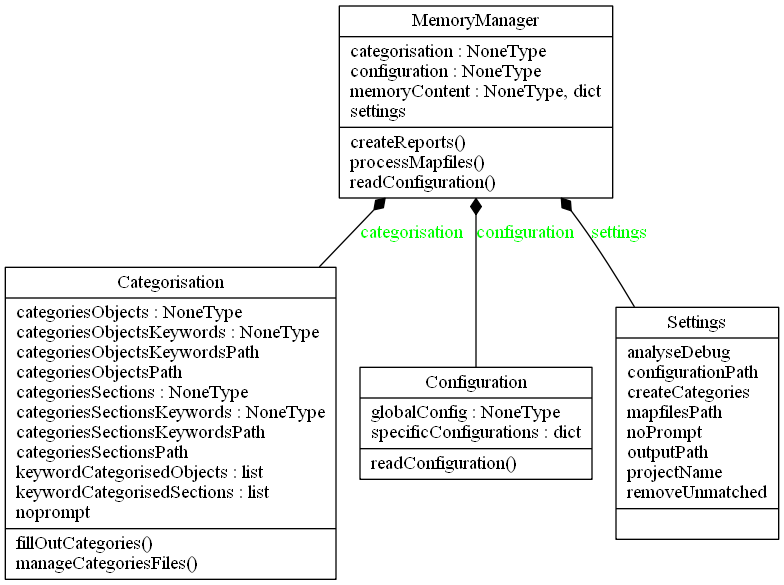 MemoryManager
categorisation : NoneType
configuration : NoneType
memoryContent : NoneType, dict
settings
createReports()
processMapfiles()
readConfiguration()
categorisation
configuration
settings
Categorisation
categoriesObjects : NoneType
categoriesObjectsKeywords : NoneType
categoriesObjectsKeywordsPath
categoriesObjectsPath
categoriesSections : NoneType
categoriesSectionsKeywords : NoneType
categoriesSectionsKeywordsPath
categoriesSectionsPath
keywordCategorisedObjects : list
keywordCategorisedSections : list
noprompt
fillOutCategories()
manageCategoriesFiles()
Configuration
globalConfig : NoneType
specificConfigurations : dict
readConfiguration()
Settings
analyseDebug
configurationPath
createCategories
mapfilesPath
noPrompt
outputPath
projectName
removeUnmatched